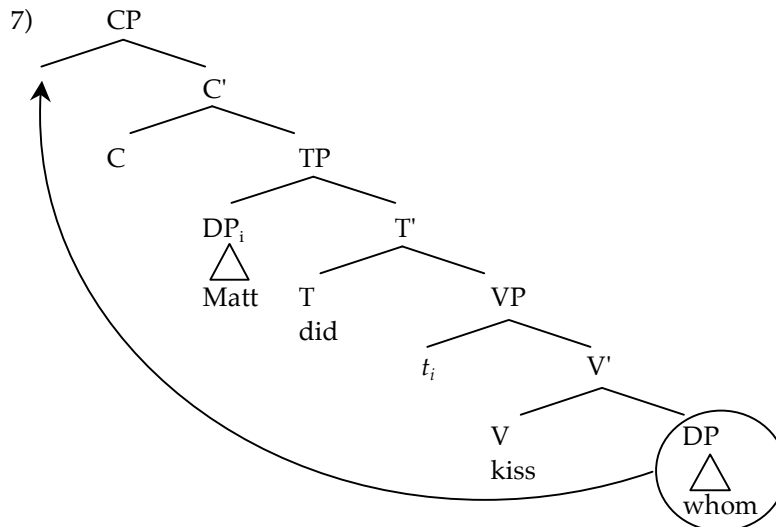 7) CP
C'
C TP
DPi T'
Matt T VP
did
ti V'
V DP
kiss
whom